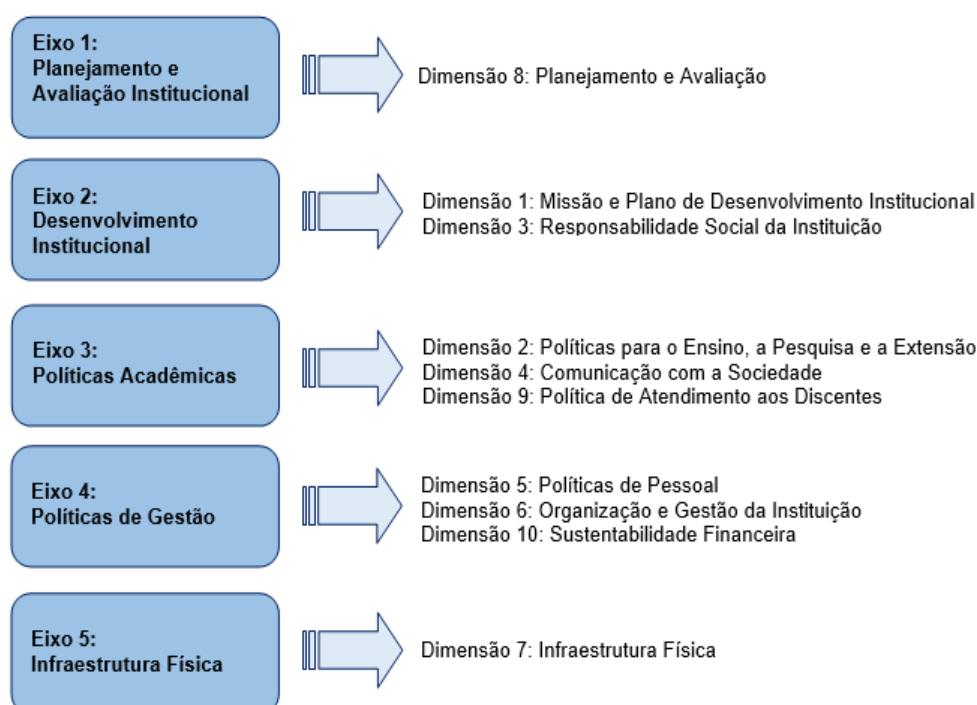 Eixo 1:
Planejamento e
Avaliação Institucional
Dimensão 8: Planejamento e Avaliação
Eixo 2:
Desenvolvimento
Institucional
Dimensão 1: Missão e Plano de Desenvolvimento Institucional
Dimensão 3: Responsabilidade Social da Instituição
Eixo 3:
Políticas Acadêmicas
Dimensão 2: Políticas para o Ensino, a Pesquisa e a Extensão
Dimensão 4: Comunicação com a Sociedade
Dimensão 9: Política de Atendimento aos Discentes
Eixo 4:
Políticas de Gestão
Dimensão 5: Políticas de Pessoal
Dimensão 6: Organização e Gestão da Instituição
Dimensão 10: Sustentabilidade Financeira
Eixo 5:
Infraestrutura Física
Dimensão 7: Infraestrutura Física